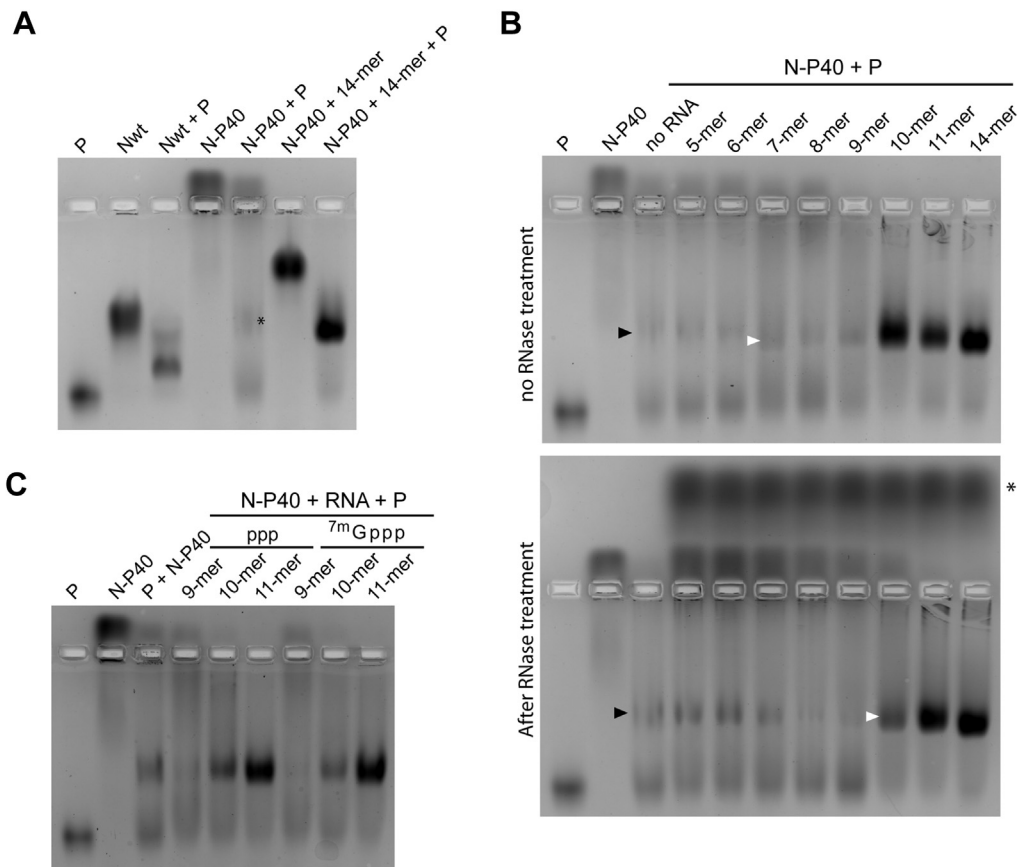 A
P
Nwt
Nwt + P
N-P40
N-P40 + P
N-P40 + 14-mer
N-P40 + 14-mer + P
*
B
N-P40 + P
P
N-P40
no RNA
5-mer
6-mer
7-mer
8-mer
9-mer
10-mer
11-mer
14-mer
no RNase treatment
After RNase treatment
*
C
N-P40 + RNA + P
ppp
7mGppp
P
N-P40
P + N-P40
9-mer
10-mer
11-mer
9-mer
10-mer
11-mer